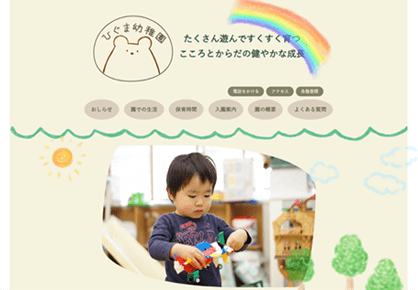 ひぐま幼稚園
たくさん遊んですくすく育つ
こころとからだの健やかな成長
電話をかける
アクセス
各種書類
おしらせ
園での生活
保育時間
入園案内
園の概要
よくある質問